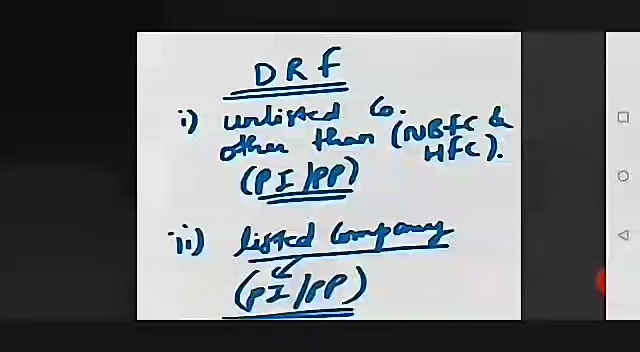 DRF
i) unlisted Co.
other than (NBFC &
HFC).
(PI/PP)
ii) listed company
(PI/PP)